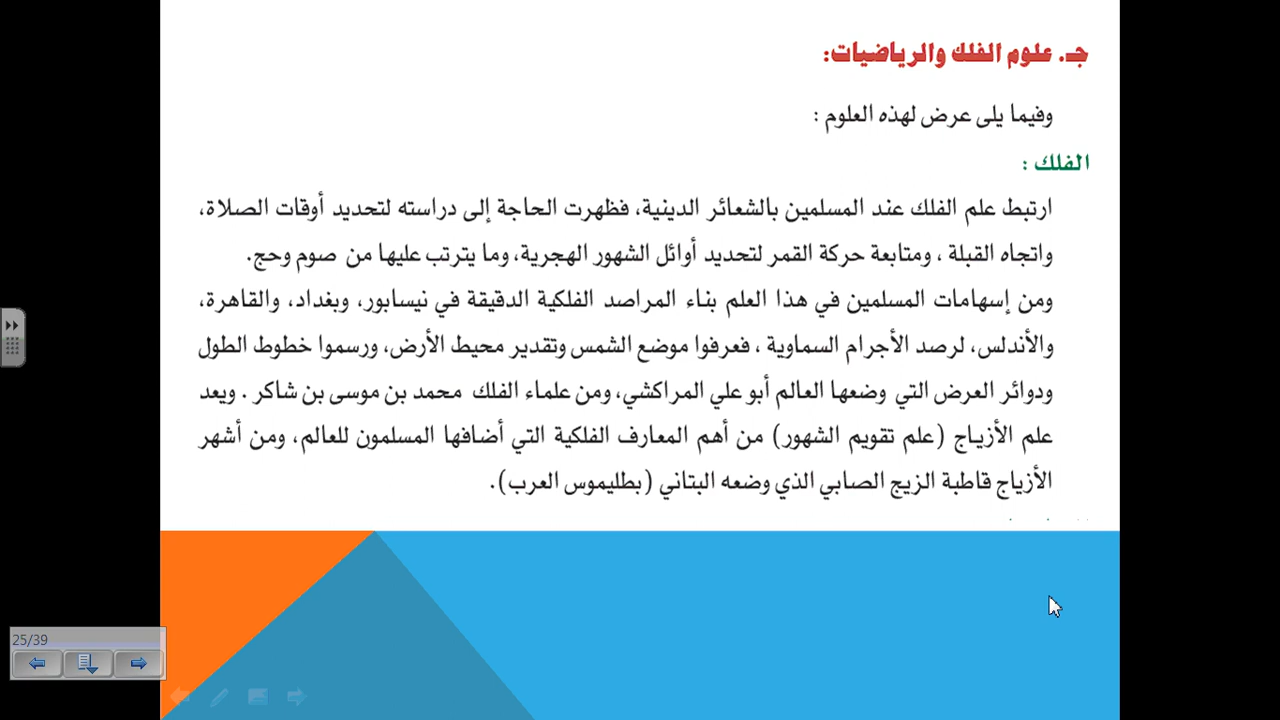 جـ. علوم الفلك والرياضيات:
وفيما يلى عرض لهذه العلوم :
الفلك :
ارتبط علم الفلك عند المسلمين بالشعائر الدينية، فظهرت الحاجة إلى دراسته لتحديد أوقات الصلاة،
واتجاه القبلة ، ومتابعة حركة القمر لتحديد أوائل الشهور الهجرية، وما يترتب عليها من صوم وحج.
ومن إسهامات المسلمين في هذا العلم بناء المراصد الفلكية الدقيقة في نيسابور، وبغداد، والقاهرة،
والأندلس، لرصد الأجرام السماوية ، فعرفوا موضع الشمس وتقدير محيط الأرض، ورسموا خطوط الطول
ودوائر العرض التي وضعها العالم أبو علي المراكشي، ومن علماء الفلك محمد بن موسى بن شاكر . ويعد
علم الأزياج (علم تقويم الشهور) من أهم المعارف الفلكية التي أضافها المسلمون للعالم، ومن أشهر
الأزياج قاطبة الزيج الصابي الذي وضعه البتاني (بطليموس العرب).
25/39